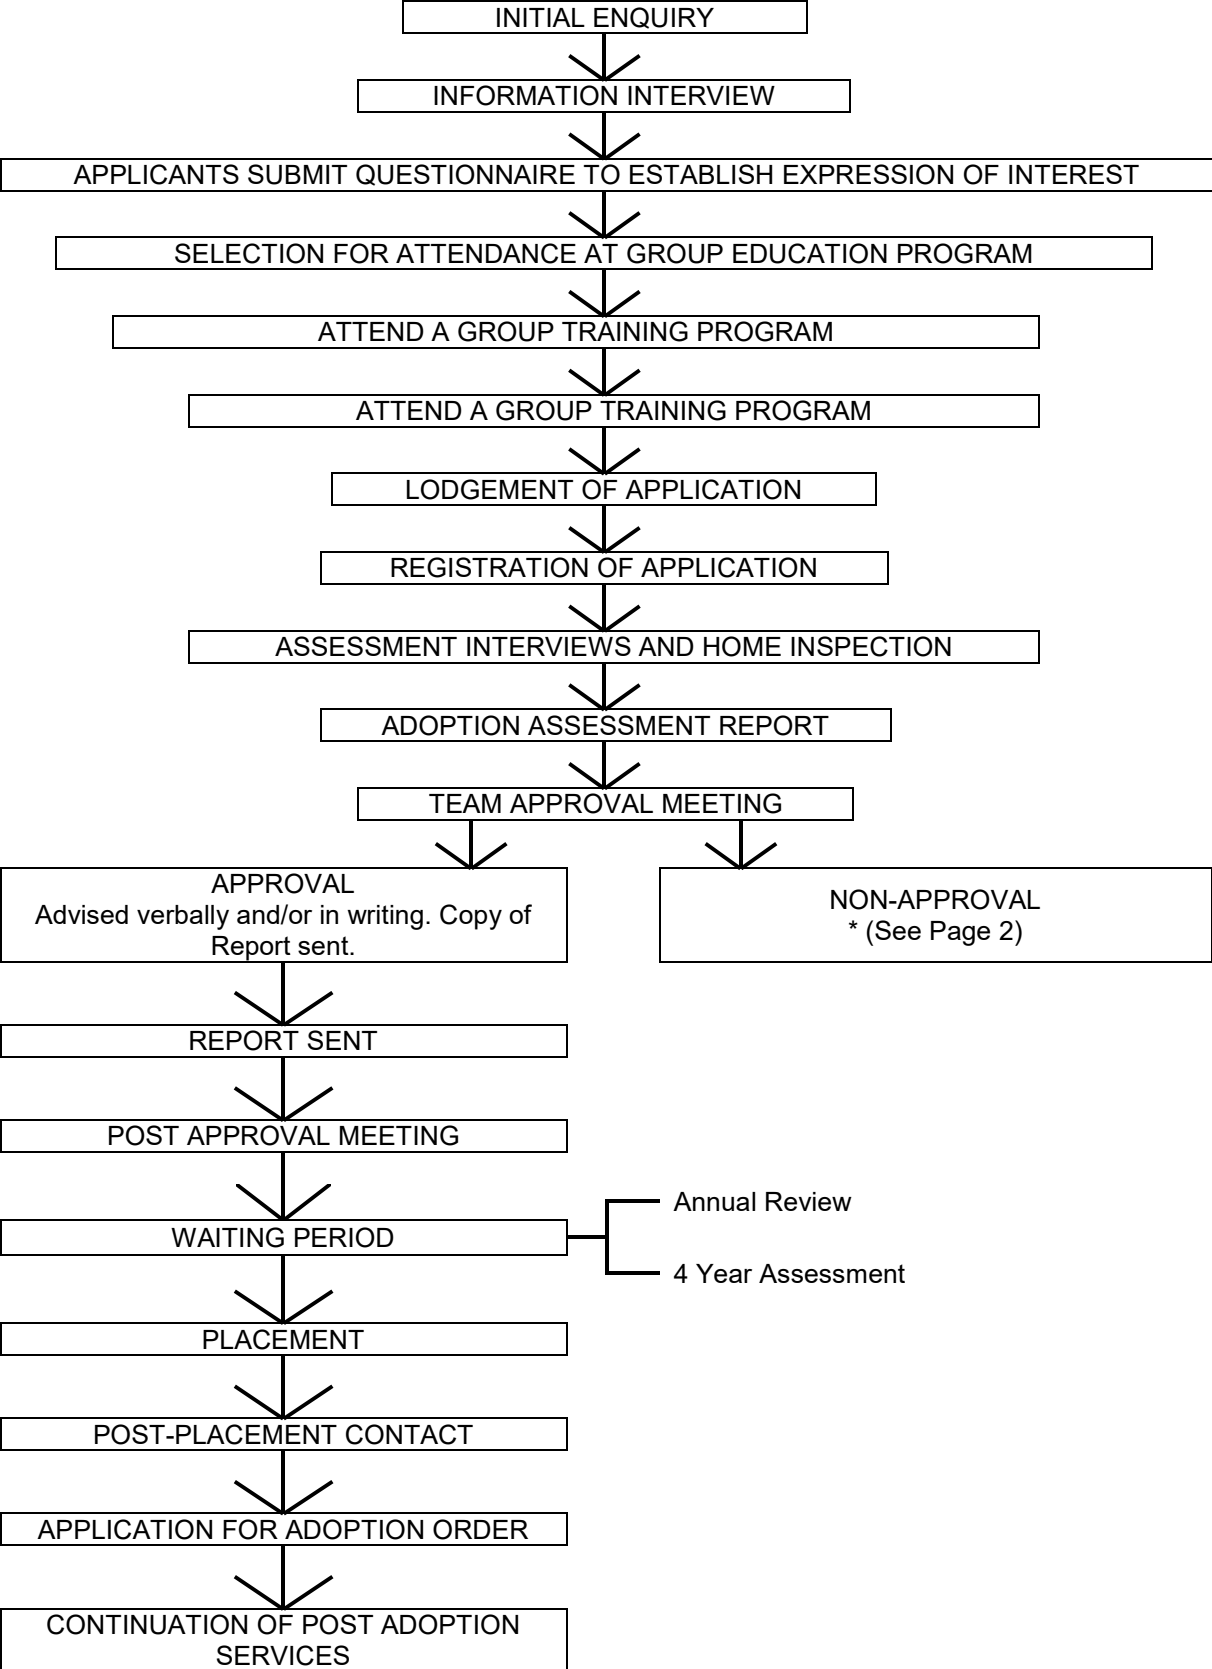 INITIAL ENQUIRY
INFORMATION INTERVIEW
APPLICANTS SUBMIT QUESTIONNAIRE TO ESTABLISH EXPRESSION OF INTEREST
SELECTION FOR ATTENDANCE AT GROUP EDUCATION PROGRAM
ATTEND A GROUP TRAINING PROGRAM
ATTEND A GROUP TRAINING PROGRAM
LODGEMENT OF APPLICATION
REGISTRATION OF APPLICATION
ASSESSMENT INTERVIEWS AND HOME INSPECTION
ADOPTION ASSESSMENT REPORT
TEAM APPROVAL MEETING
APPROVAL
Advised verbally and/or in writing. Copy of
Report sent.
NON-APPROVAL
* (See Page 2)
REPORT SENT
POST APPROVAL MEETING
WAITING PERIOD
Annual Review
4 Year Assessment
PLACEMENT
POST-PLACEMENT CONTACT
APPLICATION FOR ADOPTION ORDER
CONTINUATION OF POST ADOPTION
SERVICES